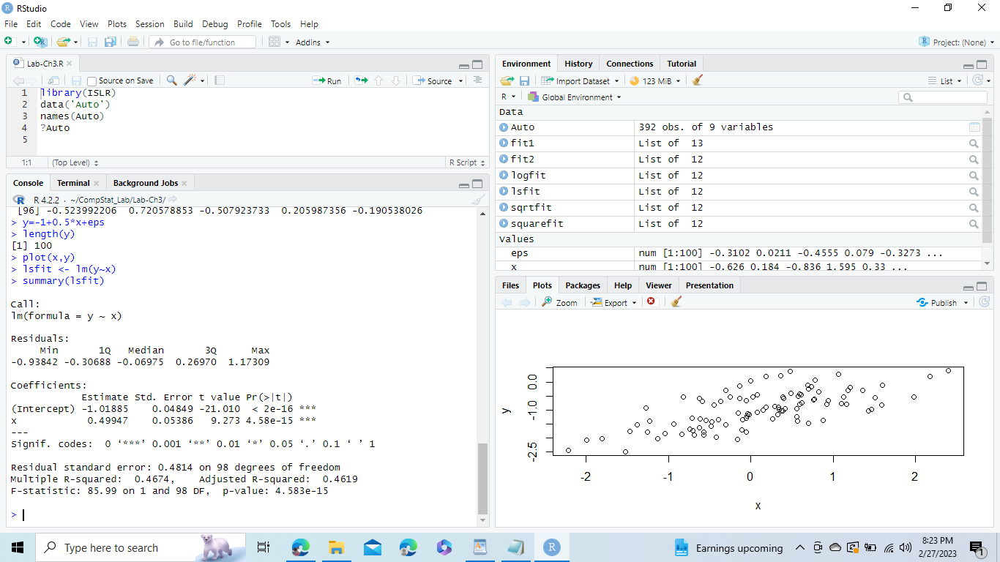 RStudio
File Edit Code View Plots Session Build Debug Profile Tools Help
Go to file/function Addins Project: (None)
Lab-Ch3.R
Source on Save Run Source
1 library(ISLR)
2 data('Auto')
3 names(Auto)
4 ?Auto
5
1:1 (Top Level) R Script
Console Terminal Background Jobs
R 4.2.2 · ~/CompStat_Lab/Lab-Ch3/
[96] -0.523992206 0.720578853 -0.507923733 0.205987356 -0.190538026
> y=-1+0.5*x+eps
> length(y)
[1] 100
> plot(x,y)
> lsfit <- lm(y~x)
> summary(lsfit)
Call:
lm(formula = y ~ x)
Residuals:
Min 1Q Median 3Q Max
-0.93842 -0.30688 -0.06975 0.26970 1.17309
Coefficients:
Estimate Std. Error t value Pr(>|t|)
(Intercept) -1.01885 0.04849 -21.010 < 2e-16 ***
x 0.49947 0.05386 9.273 4.58e-15 ***
---
Signif. codes: 0 ‘***’ 0.001 ‘**’ 0.01 ‘*’ 0.05 ‘.’ 0.1 ‘ ’ 1
Residual standard error: 0.4814 on 98 degrees of freedom
Multiple R-squared: 0.4674, Adjusted R-squared: 0.4619
F-statistic: 85.99 on 1 and 98 DF, p-value: 4.583e-15
>
Environment History Connections Tutorial
Import Dataset 123 MiB List
R Global Environment
Data
Auto 392 obs. of 9 variables
fit1 List of 13
fit2 List of 12
logfit List of 12
lsfit List of 12
sqrtfit List of 12
squarefit List of 12
Values
eps num [1:100] -0.3102 0.0211 -0.4555 0.079 -0.3273 ...
x num [1:100] -0.626 0.184 -0.836 1.595 0.33 ...
Files Plots Packages Help Viewer Presentation
Zoom Export Publish
y
0.0
-1.0
-2.5
-2 -1 0 1 2
x
Type here to search
Earnings upcoming
8:23 PM
2/27/2023
1